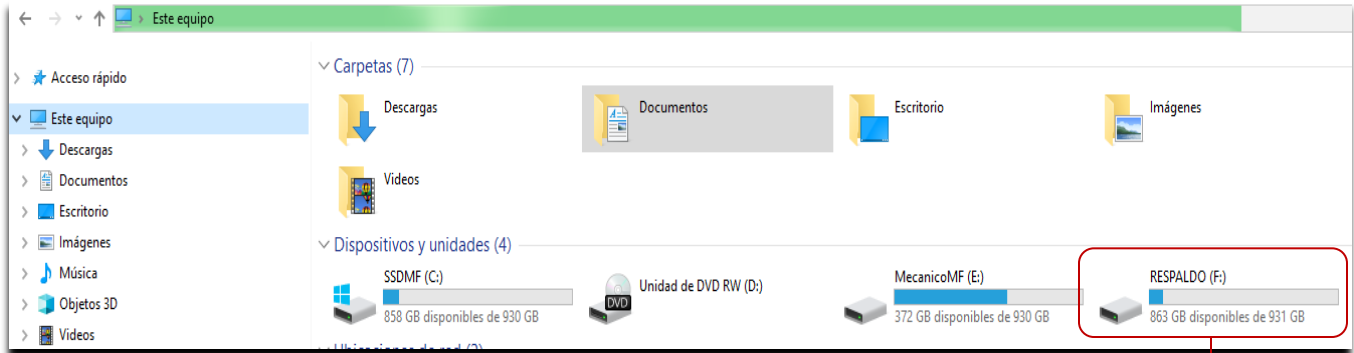 Este equipo
Acceso rápido
Este equipo
Descargas
Documentos
Escritorio
Imágenes
Música
Objetos 3D
Videos
Carpetas (7)
Descargas
Documentos
Escritorio
Imágenes
Videos
Dispositivos y unidades (4)
SSDMF (C:)
858 GB disponibles de 930 GB
Unidad de DVD RW (D:)
DVD
MecanicoMF (E:)
372 GB disponibles de 930 GB
RESPALDO (F:)
863 GB disponibles de 931 GB